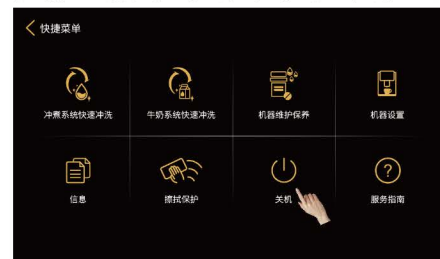 快捷菜单
冲煮系统快速冲洗
牛奶系统快速冲洗
机器维护保养
机器设置
信息
擦拭保护
关机
服务指南